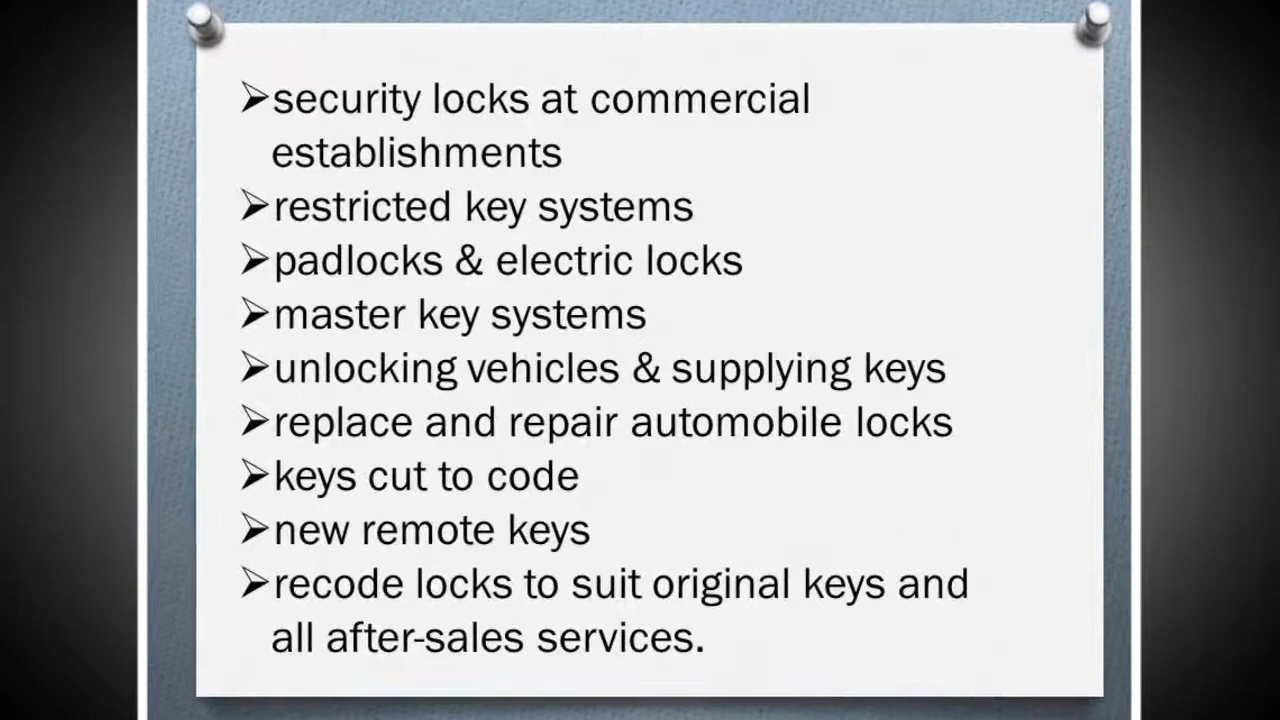 ➢security locks at commercial
establishments
➢restricted key systems
➢padlocks & electric locks
➢master key systems
➢unlocking vehicles & supplying keys
➢replace and repair automobile locks
➢keys cut to code
➢new remote keys
➢recode locks to suit original keys and
all after-sales services.